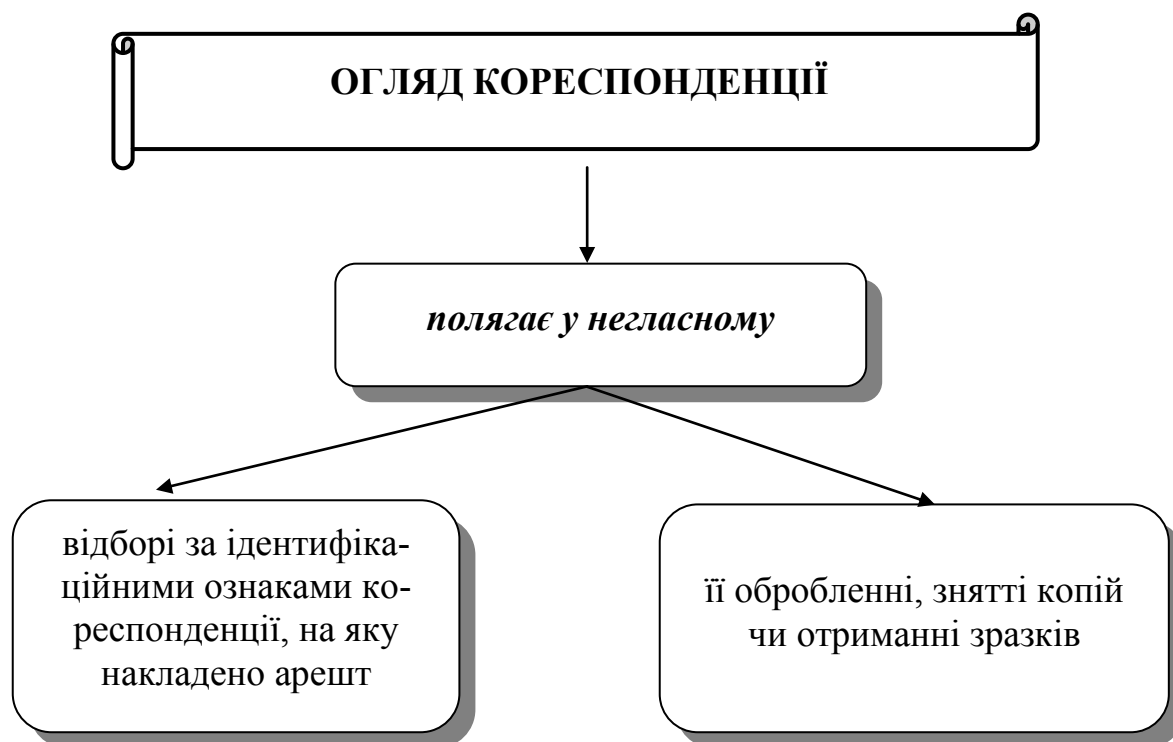 ОГЛЯД КОРЕСПОНДЕНЦІЇ
полягає у негласному
відборі за ідентифіка-
ційними ознаками ко-
респонденції, на яку
накладено арешт
її обробленні, знятті копій
чи отриманні зразків